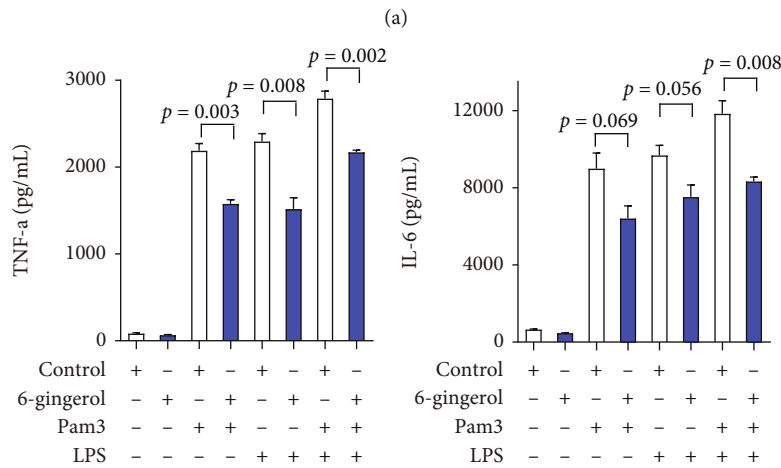 (a)
p = 0.002
3000
p = 0.008
p = 0.003
2000
1000
0
TNF-a (pg/mL)
Control + – + – + – + –
6-gingerol – + – + – + – +
Pam3 – – + + – – + +
LPS – – – – + + + +
p = 0.008
12000
p = 0.056
p = 0.069
8000
4000
0
IL-6 (pg/mL)
Control + – + – + – + –
6-gingerol – + – + – + – +
Pam3 – – + + – – + +
LPS – – – – + + + +